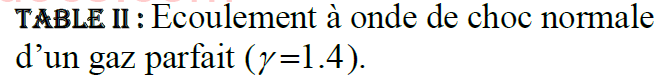 TABLE II : Ecoulement à onde de choc normale
d'un gaz parfait (γ=1.4).